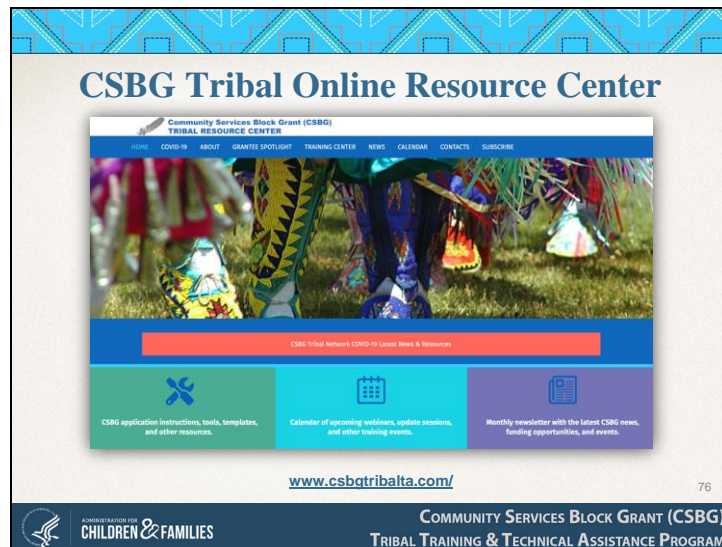 CSBG Tribal Online Resource Center
Community Services Block Grant (CSBG)
TRIBAL RESOURCE CENTER
HOME COVID-19 ABOUT GRANTEE SPOTLIGHT TRAINING CENTER NEWS CALENDAR CONTACTS SUBSCRIBE
CSBG Tribal Network COVID-19 Latest News & Resources
CSBG application instructions, tools, templates,
and other resources.
Calendar of upcoming webinars, update sessions,
and other training events.
Monthly newsletter with the latest CSBG news,
funding opportunities, and events.
www.csbgtribalta.com/
76
ADMINISTRATION FOR
CHILDREN & FAMILIES
COMMUNITY SERVICES BLOCK GRANT (CSBG)
TRIBAL TRAINING & TECHNICAL ASSISTANCE PROGRAM